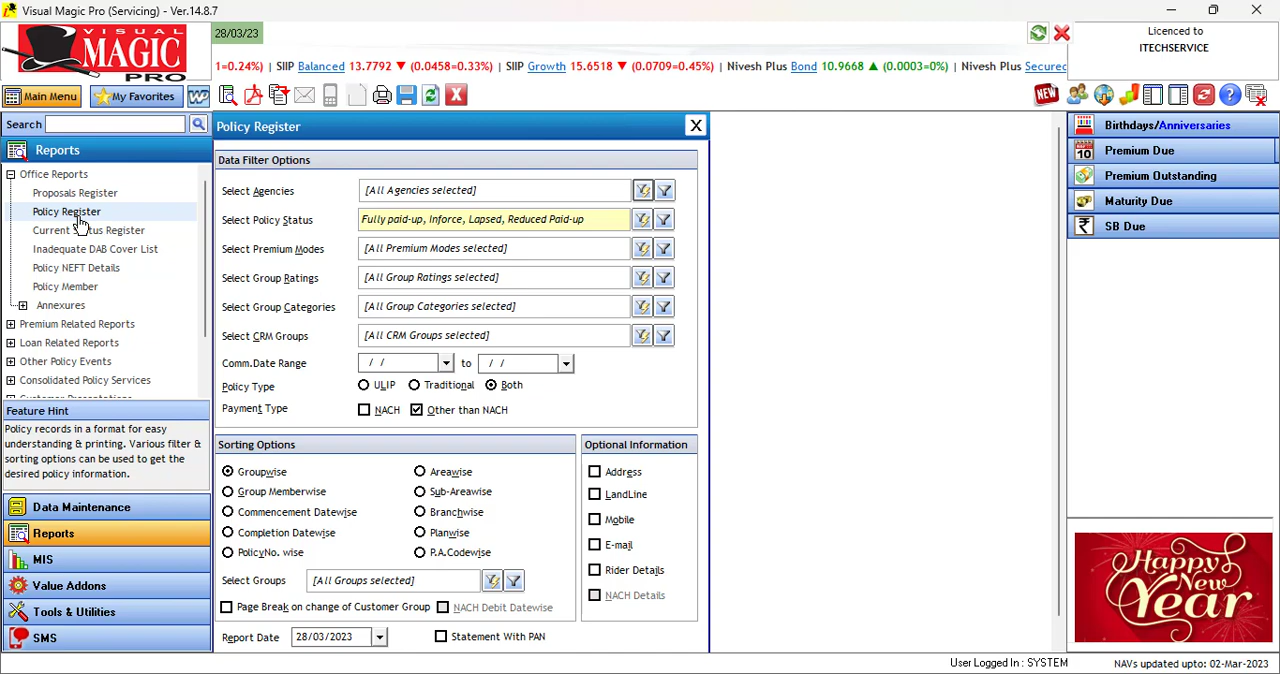 Visual Magic Pro (Servicing) - Ver.14.8.7
VISUAL
MAGIC
PRO
28/03/23
1=0.24%) | SIIP Balanced 13.7792 ▼ (0.0458=0.33%) | SIIP Growth 15.6518 ▼ (0.0709=0.45%) | Nivesh Plus Bond 10.9668 ▲ (0.0003=0%) | Nivesh Plus Secured
Licenced to
ITECHSERVICE
Main Menu
My Favorites
NEW
Search
Reports
Office Reports
Proposals Register
Policy Register
Current Status Register
Inadequate DAB Cover List
Policy NEFT Details
Policy Member
Annexures
Premium Related Reports
Loan Related Reports
Other Policy Events
Consolidated Policy Services
Customer Presentations
Feature Hint
Policy records in a format for easy
understanding & printing. Various filter &
sorting options can be used to get the
desired policy information.
Data Maintenance
Reports
MIS
Value Addons
Tools & Utilities
SMS
Policy Register
Data Filter Options
Select Agencies [All Agencies selected]
Select Policy Status Fully paid-up, Inforce, Lapsed, Reduced Paid-up
Select Premium Modes [All Premium Modes selected]
Select Group Ratings [All Group Ratings selected]
Select Group Categories [All Group Categories selected]
Select CRM Groups [All CRM Groups selected]
Comm.Date Range / / to / /
Policy Type ULIP Traditional Both
Payment Type NACH Other than NACH
Sorting Options
Groupwise Areawise
Group Memberwise Sub-Areawise
Commencement Datewise Branchwise
Completion Datewise Planwise
PolicyNo. wise P.A.Codewise
Select Groups [All Groups selected]
Page Break on change of Customer Group NACH Debit Datewise
Report Date 28/03/2023 Statement With PAN
Optional Information
Address
LandLine
Mobile
E-mail
Rider Details
NACH Details
Birthdays/Anniversaries
10 Premium Due
Premium Outstanding
Maturity Due
₹ SB Due
Happy
New
Year
User Logged In : SYSTEM
NAVs updated upto: 02-Mar-2023